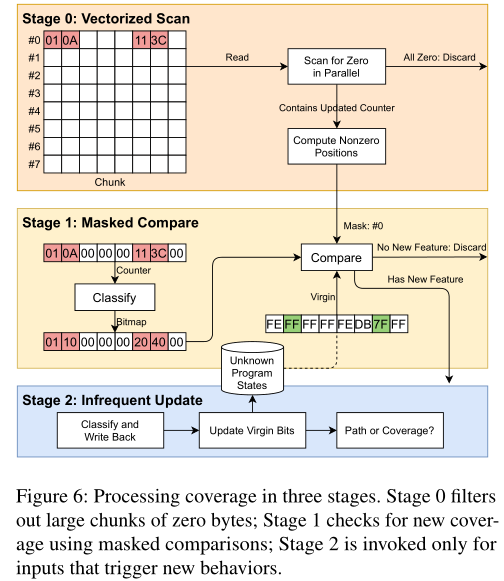 Stage 0: Vectorized Scan
#0 01 0A 11 3C
#1
#2
#3
#4
#5
#6
#7
Chunk
Read
Scan for Zero
in Parallel
All Zero: Discard
Contains Updated Counter
Compute Nonzero
Positions
Stage 1: Masked Compare
Mask: #0
01 0A 00 00 00 11 3C 00
Counter
Classify
Bitmap
01 10 00 00 00 20 40 00
Compare
No New Feature: Discard
Has New Feature
Virgin
FE FF FF FF FE DB 7F FF
Unknown
Program
States
Stage 2: Infrequent Update
Classify and
Write Back
Update Virgin Bits
Path or Coverage?
Figure 6: Processing coverage in three stages. Stage 0 filters
out large chunks of zero bytes; Stage 1 checks for new cover-
age using masked comparisons; Stage 2 is invoked only for
inputs that trigger new behaviors.